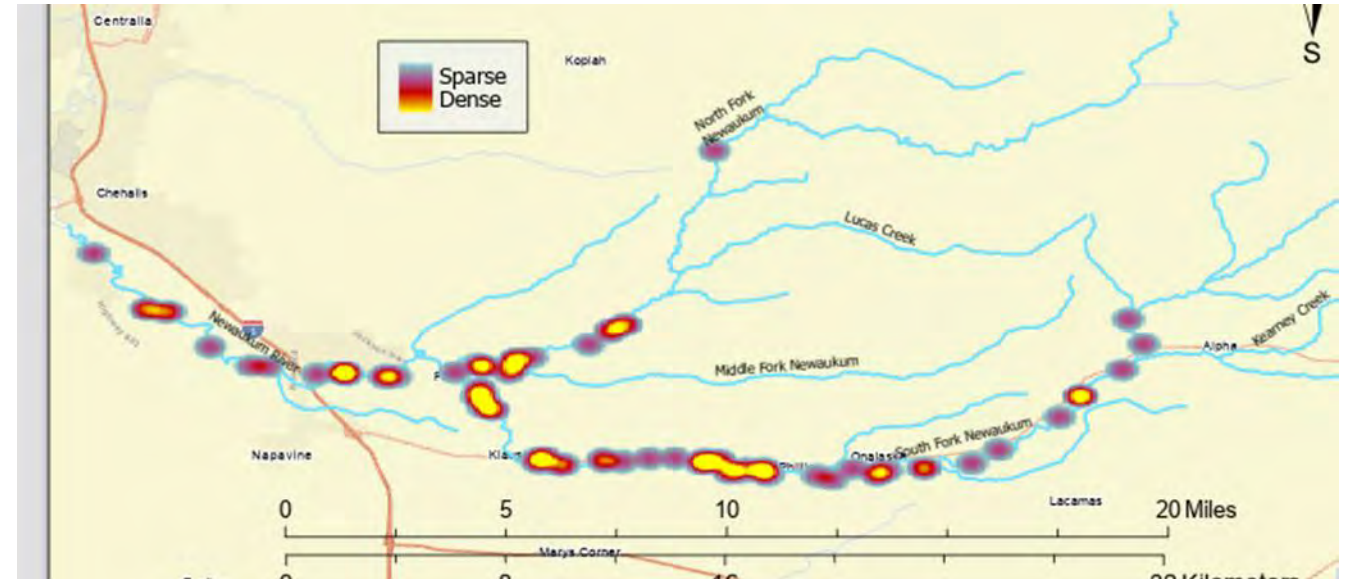 Centralia
Kopiah
S
Sparse
Dense
North Fork
Newaukum
Chehalis
Lucas Creek
Newaukum River
Kearney Creek
Alpha
Middle Fork Newaukum
South Fork Newaukum
Napavine
Onalaska
Lacamas
0 5 10 20 Miles
Marys Corner